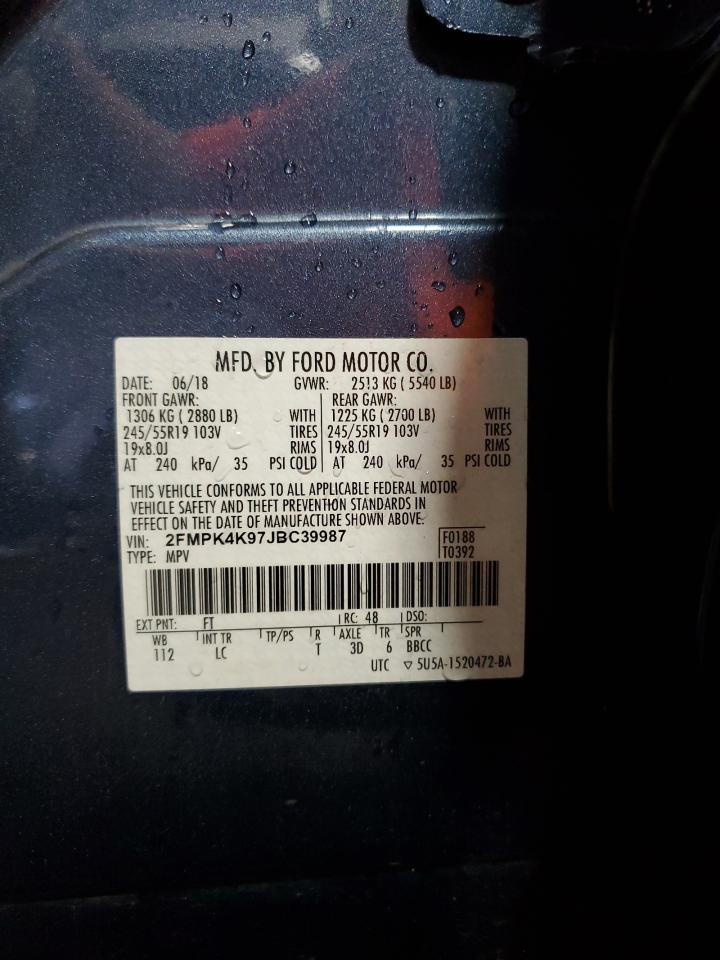 MFD. BY FORD MOTOR CO.
DATE: 06/18 GVWR: 2513 KG ( 5540 LB)
FRONT GAWR: REAR GAWR:
1306 KG ( 2880 LB) WITH 1225 KG ( 2700 LB) WITH
245/55R19 103V TIRES 245/55R19 103V TIRES
19x8.0J RIMS 19x8.0J RIMS
AT 240 kPa/ 35 PSI COLD AT 240 kPa/ 35 PSI COLD
THIS VEHICLE CONFORMS TO ALL APPLICABLE FEDERAL MOTOR
VEHICLE SAFETY AND THEFT PREVENTION STANDARDS IN
EFFECT ON THE DATE OF MANUFACTURE SHOWN ABOVE.
VIN: 2FMPK4K97JBC39987 F0188
TYPE: MPV T0392
EXT PNT: FT RC: 48 DSO:
WB INT TR TP/PS R AXLE TR SPR
112 LC T 3D 6 BBCC
UTC ▽ 5U5A-1520472-BA